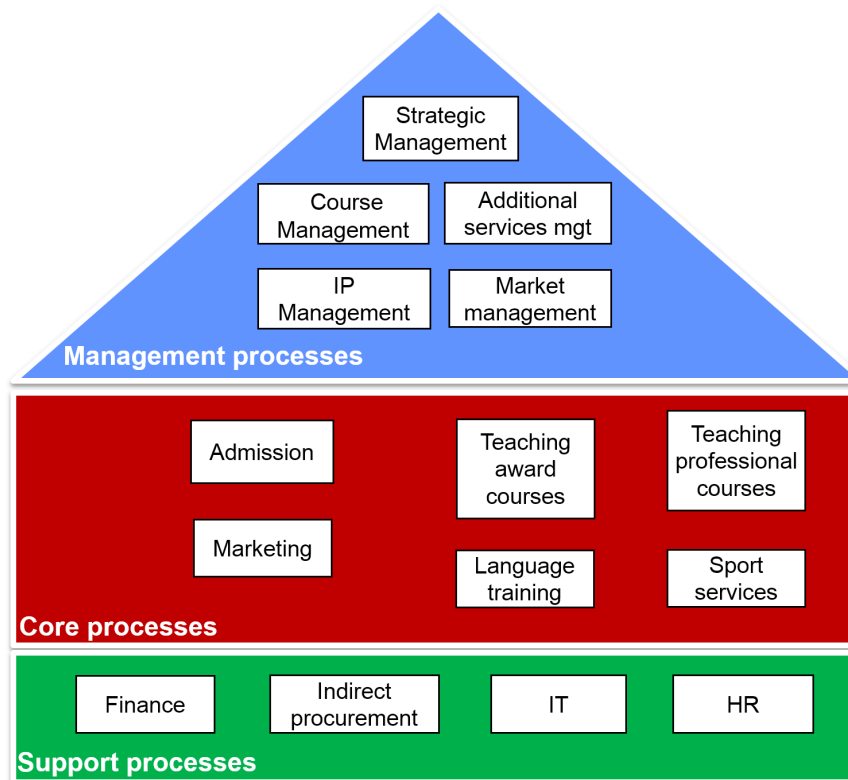 Strategic
Management
Course
Management
Additional
services mgt
IP
Management
Market
management
Management processes
Admission
Teaching
award
courses
Teaching
professional
courses
Marketing
Language
training
Sport
services
Core processes
Finance
Indirect
procurement
IT
HR
Support processes